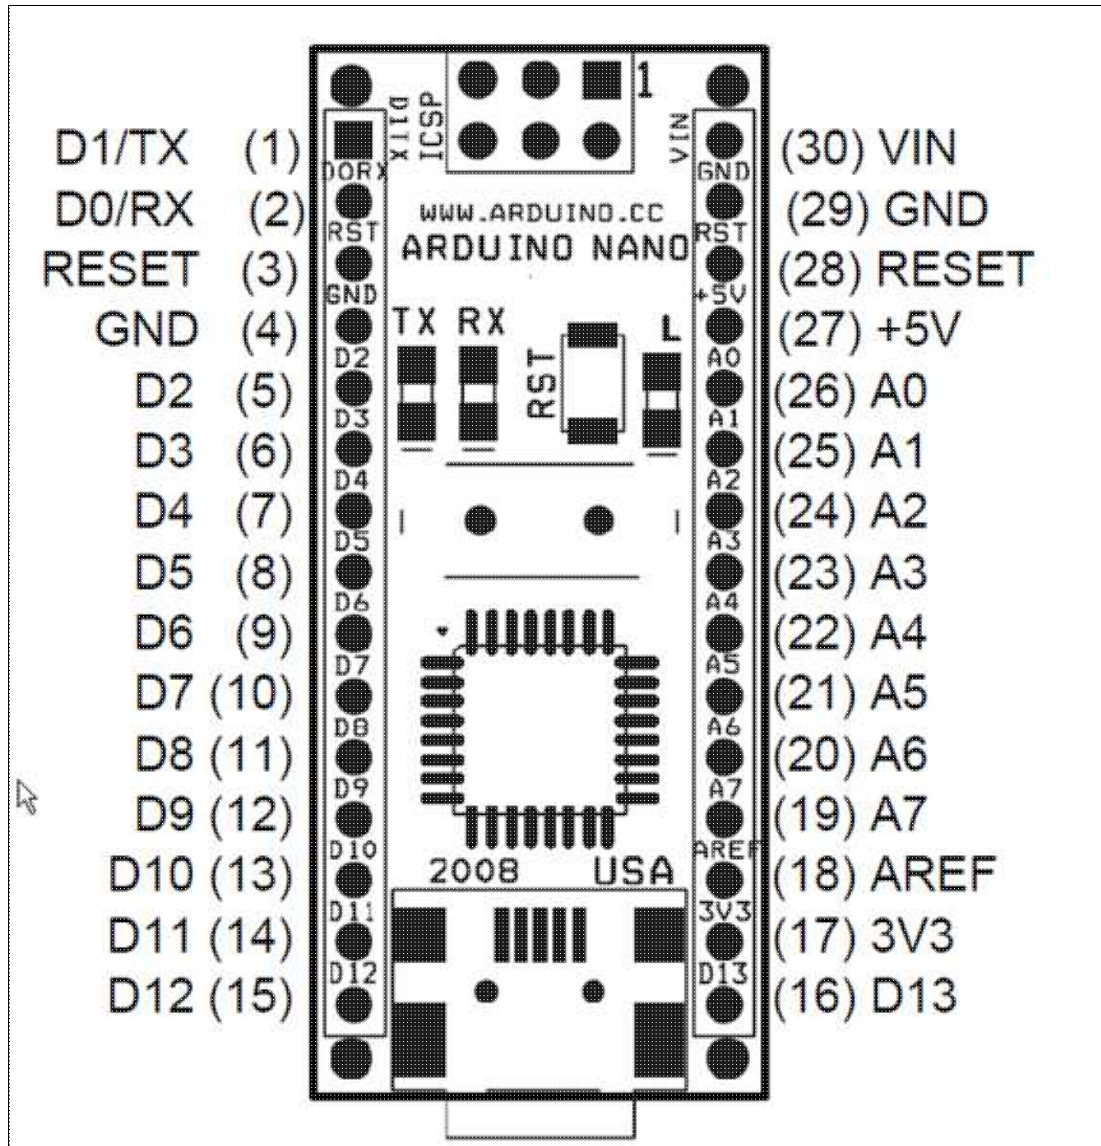 1
D1TX
ICSP
VIN
D1/TX (1)
(30) VIN
DORX
GND
D0/RX (2)
WWW.ARDUINO.CC
(29) GND
RST
ARDUINO NANO
RST
RESET (3)
(28) RESET
GND
+5V
GND (4)
TX RX
L
(27) +5V
D2
RST
A0
D2 (5)
(26) A0
D3
A1
D3 (6)
(25) A1
D4
A2
D4 (7)
(24) A2
D5
A3
D5 (8)
(23) A3
D6
A4
D6 (9)
(22) A4
D7
A5
D7 (10)
(21) A5
D8
A6
D8 (11)
(20) A6
D9
A7
D9 (12)
(19) A7
D10
AREF
D10 (13)
2008 USA
(18) AREF
D11
3V3
D11 (14)
(17) 3V3
D12
D13
D12 (15)
(16) D13